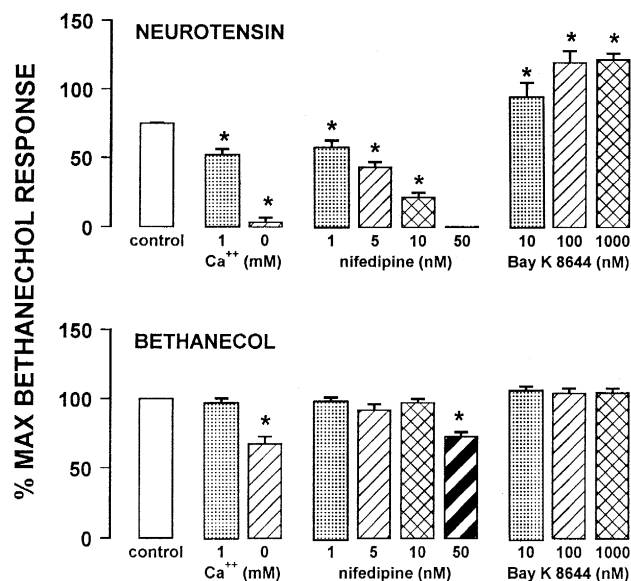 % MAX BETHANECHOL RESPONSE
150
NEUROTENSIN
100
50
0
* * * * * * * *
control 1 0 1 5 10 50 10 100 1000
Ca++ (mM) nifedipine (nM) Bay K 8644 (nM)
150
BETHANECOL
100
50
0
* *
control 1 0 1 5 10 50 10 100 1000
Ca++ (mM) nifedipine (nM) Bay K 8644 (nM)